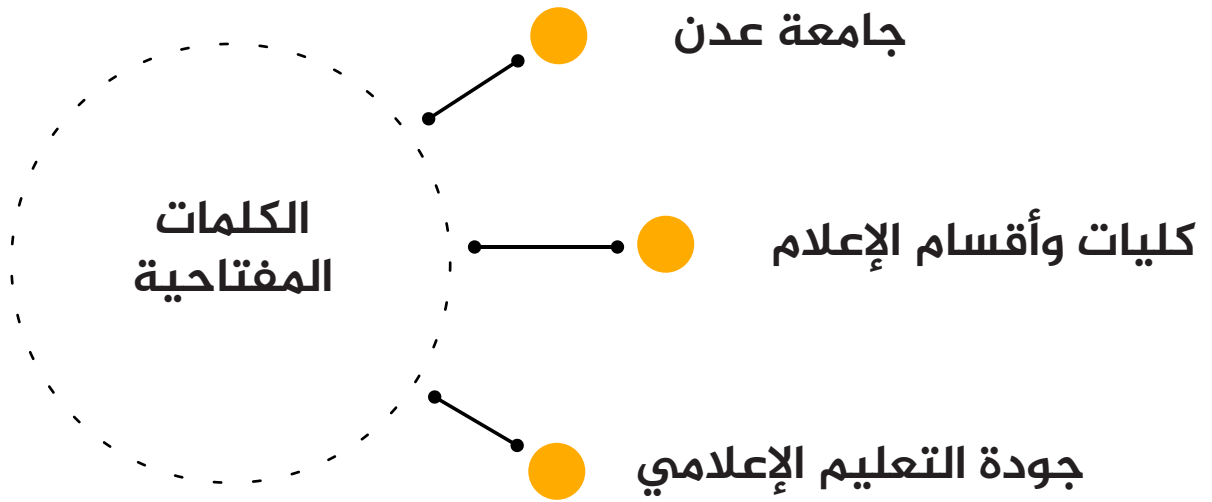 جامعة عدن
الكلمات
المفتاحية
كليات وأقسام الإعلام
جودة التعليم الإعلامي